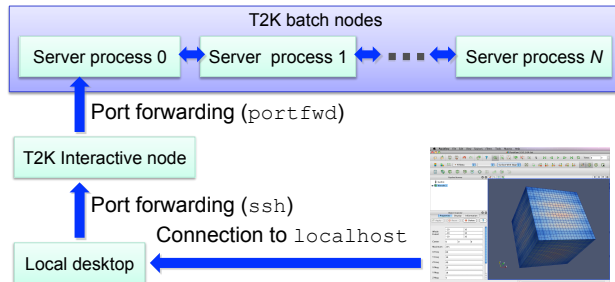 T2K batch nodes
Server process 0
Server process 1
Server process N
Port forwarding (portfwd)
T2K Interactive node
Port forwarding (ssh)
Connection to localhost
Local desktop